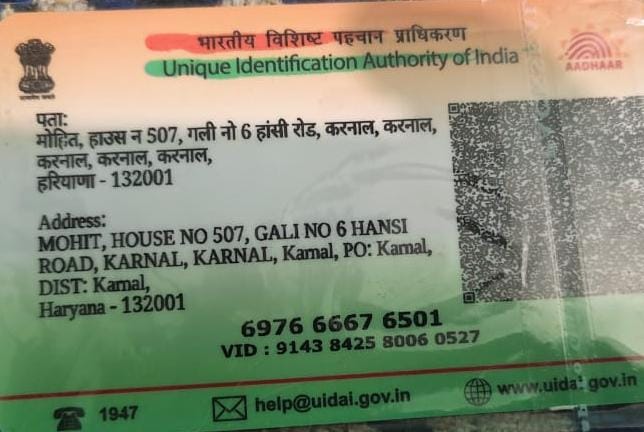 भारतीय विशिष्ट पहचान प्राधिकरण
Unique Identification Authority of India
AADHAAR
पता:
मोहित, हाउस न 507, गली नो 6 हांसी रोड, करनाल, करनाल,
करनाल, करनाल, करनाल,
हरियाणा - 132001
Address:
MOHIT, HOUSE NO 507, GALI NO 6 HANSI
ROAD, KARNAL, KARNAL, Karnal, PO: Karnal,
DIST: Karnal,
Haryana - 132001
6976 6667 6501
VID : 9143 8425 8006 0527
1947
help@uidai.gov.in
www.uidai.gov.in